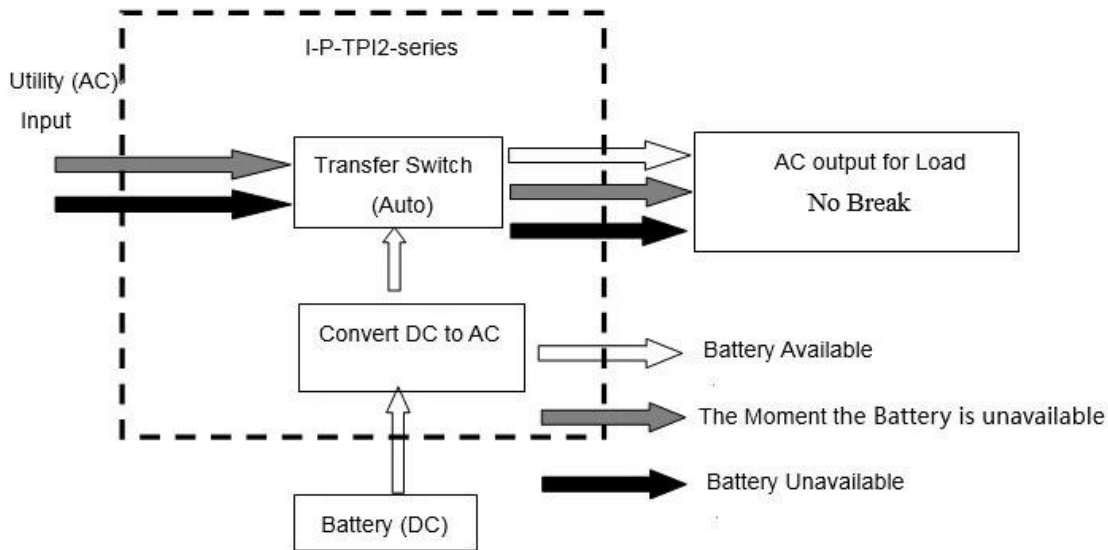 I-P-TPI2-series
Utility (AC)
Input
Transfer Switch
(Auto)
AC output for Load
No Break
Convert DC to AC
Battery Available
The Moment the Battery is unavailable
Battery Unavailable
Battery (DC)